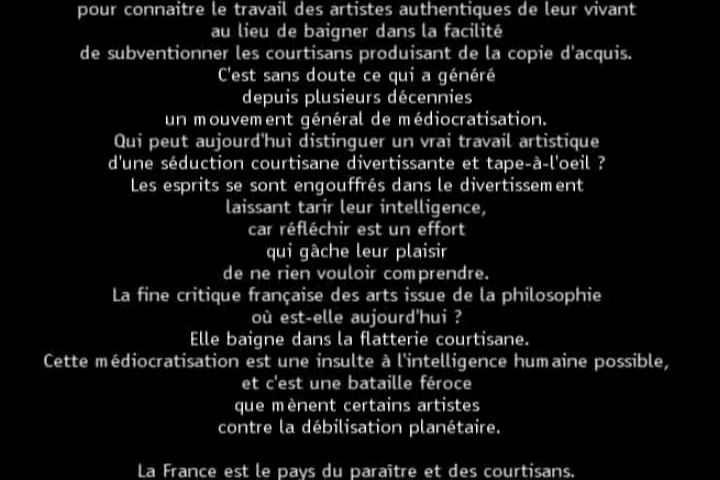 pour connaitre le travail des artistes authentiques de leur vivant
au lieu de baigner dans la facilité
de subventionner les courtisans produisant de la copie d'acquis.
C'est sans doute ce qui a généré
depuis plusieurs décennies
un mouvement général de médiocratisation.
Qui peut aujourd'hui distinguer un vrai travail artistique
d'une séduction courtisane divertissante et tape-à-l'oeil ?
Les esprits se sont engouffrés dans le divertissement
laissant tarir leur intelligence,
car réfléchir est un effort
qui gâche leur plaisir
de ne rien vouloir comprendre.
La fine critique française des arts issue de la philosophie
où est-elle aujourd'hui ?
Elle baigne dans la flatterie courtisane.
Cette médiocratisation est une insulte à l'intelligence humaine possible,
et c'est une bataille féroce
que mènent certains artistes
contre la débilisation planétaire.
La France est le pays du paraître et des courtisans.